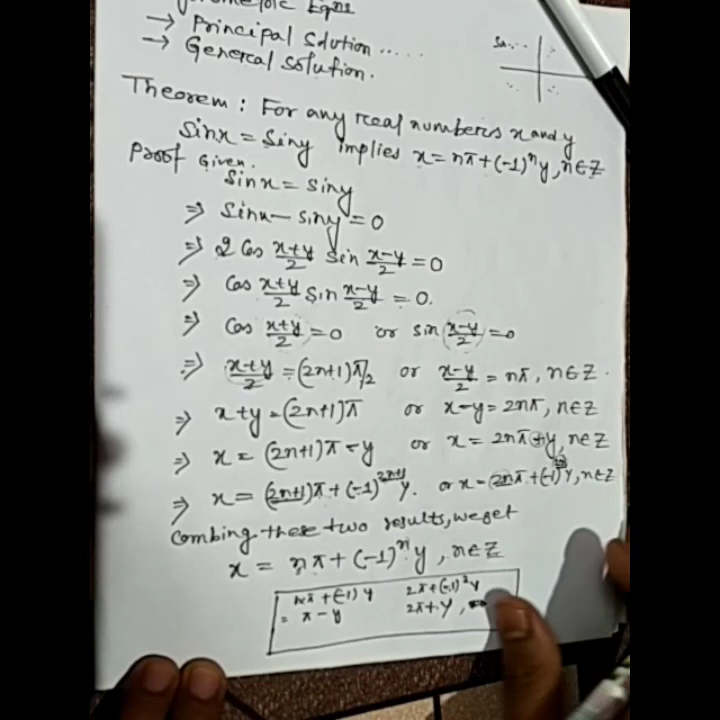 Eqns
→ Principal Solution .....
→ General Solution.
Theorem: For any real numbers x and y
Sinx = Siny implies x = nπ+(-1)ⁿy, n∈Z
Proof Given.
Sinx = siny
⇒ Sinx - siny = 0
⇒ 2 Cos (x+y)/2 Sin (x-y)/2 = 0
⇒ Cos (x+y)/2 Sin (x-y)/2 = 0.
⇒ Cos (x+y)/2 = 0 or sin (x-y)/2 = 0
⇒ (x+y)/2 = (2n+1)π/2 or (x-y)/2 = nπ, n∈Z.
⇒ x+y = (2n+1)π or x-y = 2nπ, n∈Z
⇒ x = (2n+1)π - y or x = 2nπ + y, n∈Z
⇒ x = (2n+1)π + (-1)²ⁿ⁺¹ y. or x = 2nπ + (-1)²ⁿ y, n∈Z
Combing these two results, we get
x = nπ + (-1)ⁿ y, n∈Z
π + (-1) y 2π + (-1)² y
= π - y 2π + y,